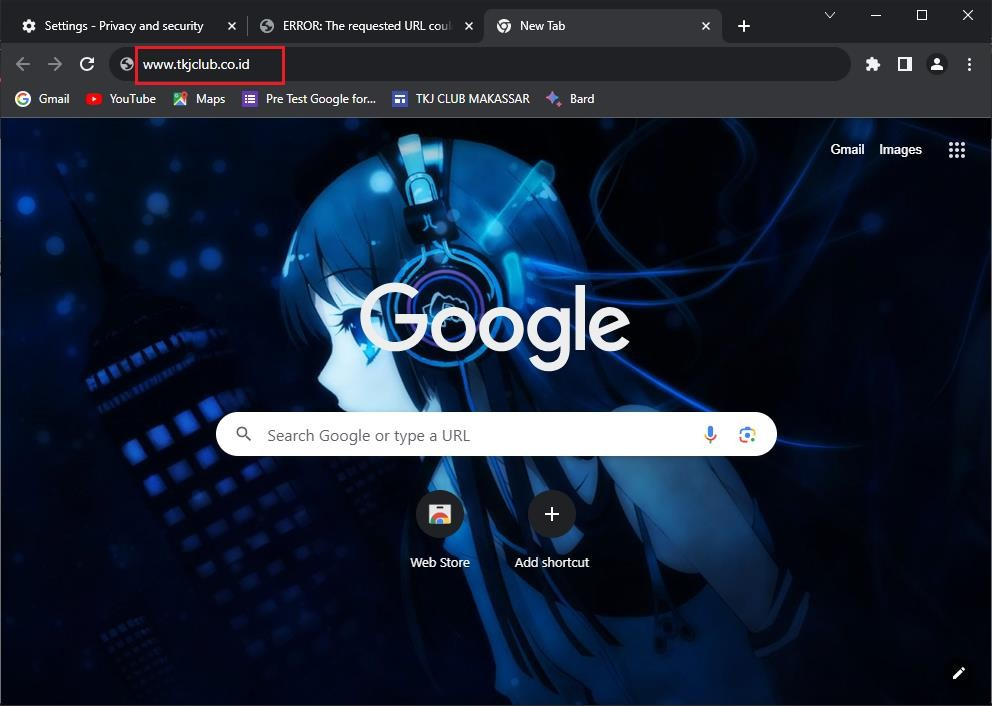 Settings - Privacy and security
ERROR: The requested URL coul
New Tab
www.tkjclub.co.id
Gmail
YouTube
Maps
Pre Test Google for...
TKJ CLUB MAKASSAR
Bard
Gmail Images
Google
Search Google or type a URL
Web Store
Add shortcut